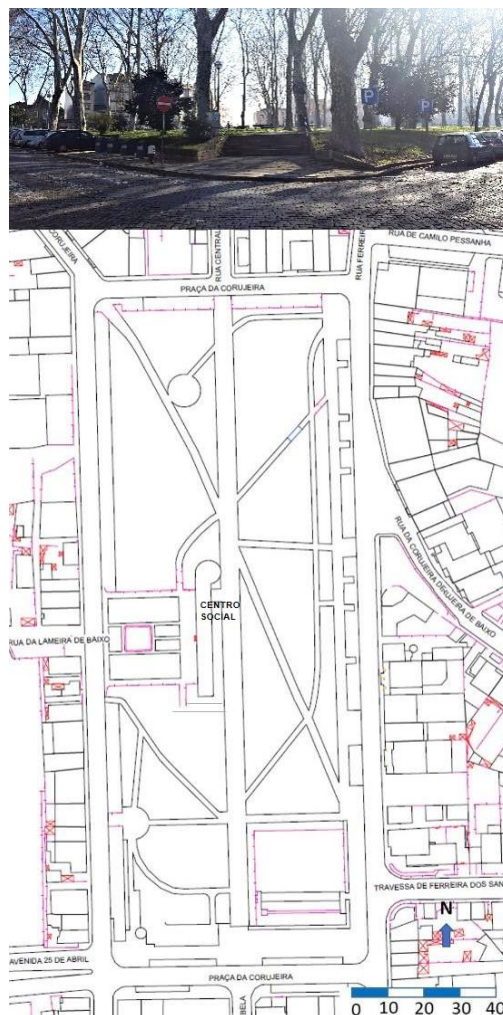 P
P
CORUJEIRA
RUA CENTRAL
RUA FERREIRA
RUA DE CAMILO PESSANHA
PRAÇA DA CORUJEIRA
RUA DA CORUJEIRA DE BAIXO
CENTRO
SOCIAL
RUA DA LAMEIRA DE BAIXO
TRAVESSA DE FERREIRA DOS SAN
N
AVENIDA 25 DE ABRIL
PRAÇA DA CORUJEIRA
BELA
0 10 20 30 40